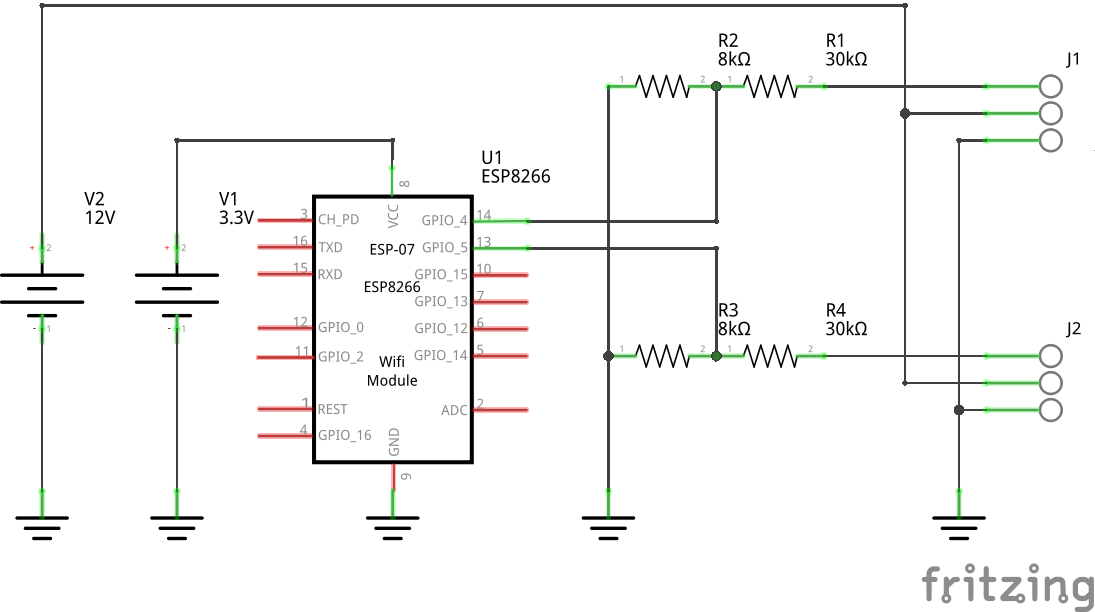 R2
8kΩ
R1
30kΩ
J1
1
2
1
2
U1
ESP8266
V2
12V
V1
3.3V
8
VCC
3
CH_PD
GPIO_4
14
16
TXD
ESP-07
GPIO_5
13
15
RXD
GPIO_15
10
ESP8266
GPIO_13
7
12
GPIO_0
GPIO_12
6
11
GPIO_2
GPIO_14
5
Wifi
Module
1
REST
ADC
2
4
GPIO_16
GND
9
+
2
-
1
+
2
-
1
R3
8kΩ
R4
30kΩ
J2
1
2
1
2
fritzing